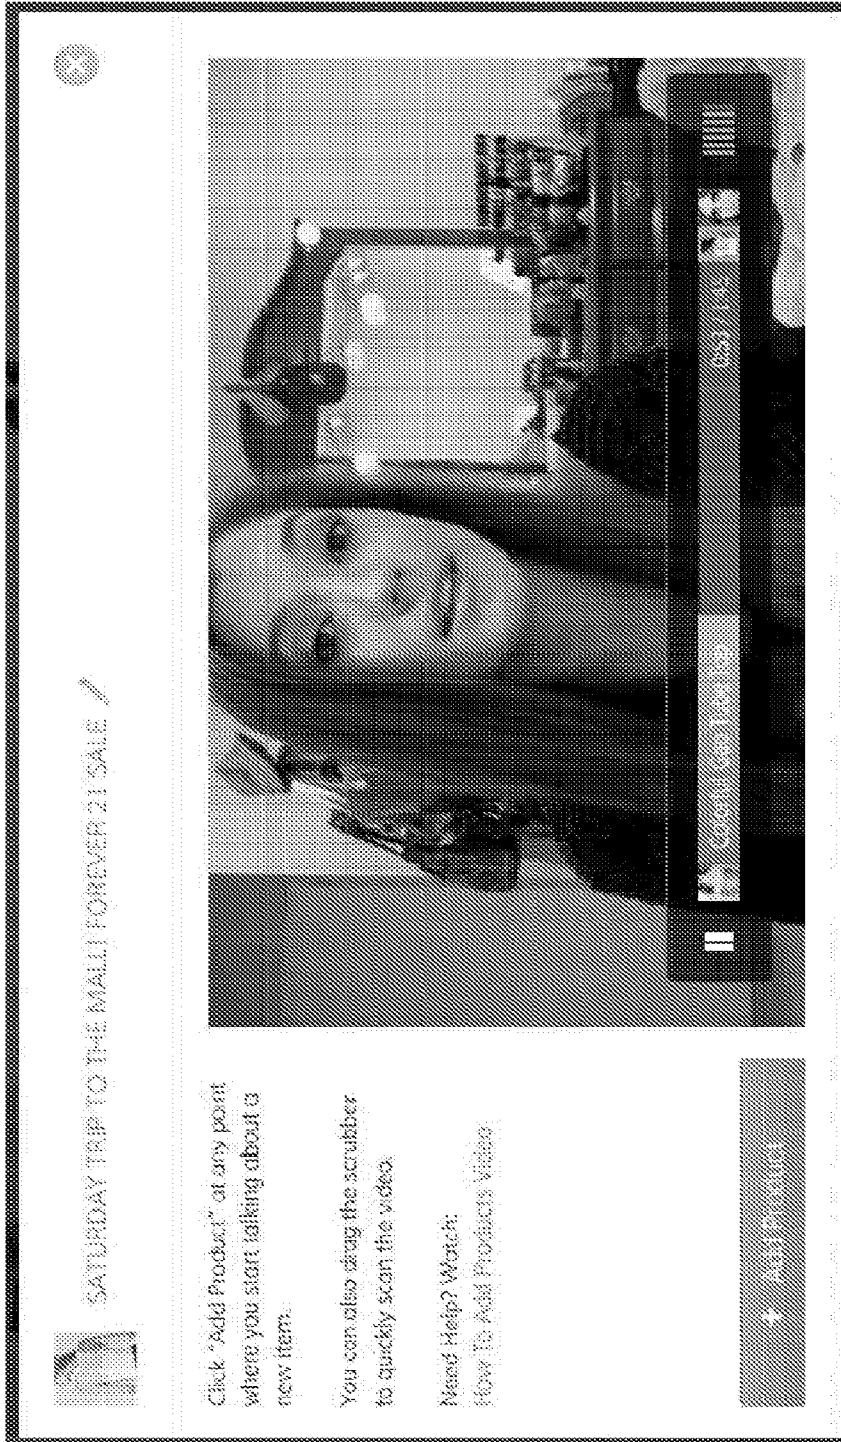 SATURDAY TRIP TO THE MALL! FOREVER 21 SALE
Click "Add Product" at any point
where you start talking about a
new item.
You can also drag the scrubber
to quickly scan the video.
Need Help? Watch:
How To Add Products Video
+ Add Product